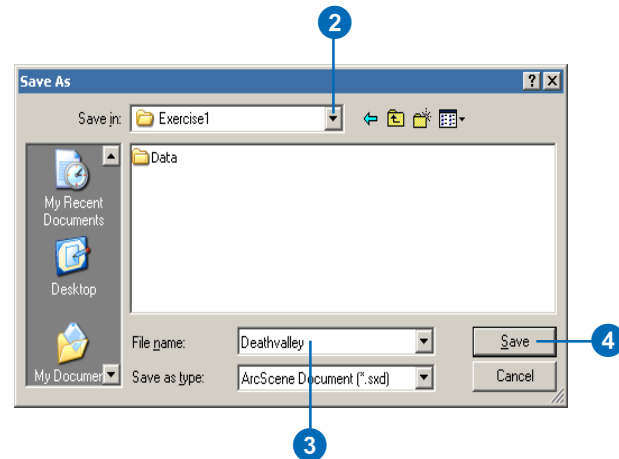 2
Save As
Save in: Exercise1
Data
My Recent
Documents
Desktop
My Documen
File name: Deathvalley Save 4
Save as type: ArcScene Document (*.sxd) Cancel
3